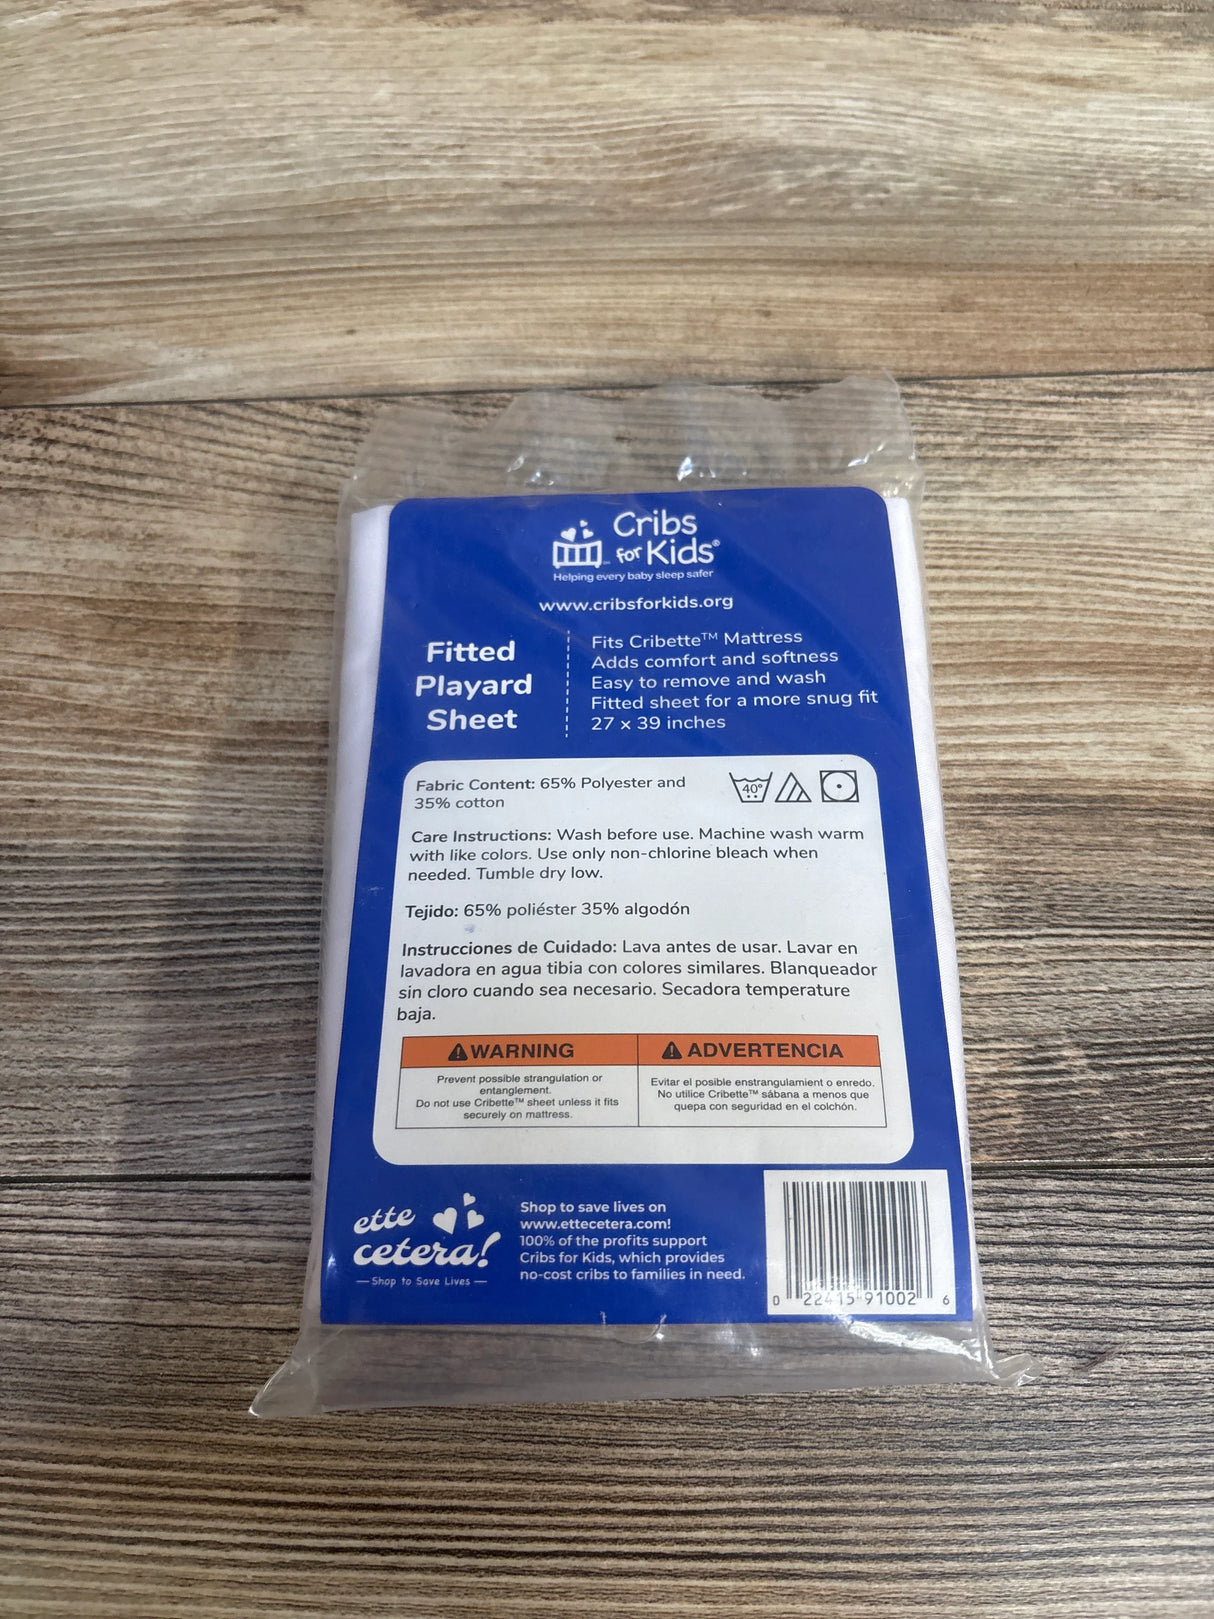 Cribs
for Kids®
Helping every baby sleep safer
www.cribsforkids.org
Fitted
Playard
Sheet
Fits Cribette™ Mattress
Adds comfort and softness
Easy to remove and wash
Fitted sheet for a more snug fit
27 x 39 inches
Fabric Content: 65% Polyester and
35% cotton
40°
Care Instructions: Wash before use. Machine wash warm
with like colors. Use only non-chlorine bleach when
needed. Tumble dry low.
Tejido: 65% poliéster 35% algodón
Instrucciones de Cuidado: Lava antes de usar. Lavar en
lavadora en agua tibia con colores similares. Blanqueador
sin cloro cuando sea necesario. Secadora temperature
baja.
WARNING
Prevent possible strangulation or
entanglement.
Do not use Cribette™ sheet unless it fits
securely on mattress.
ADVERTENCIA
Evitar el posible enstrangulamient o enredo.
No utilice Cribette™ sábana a menos que
quepa con seguridad en el colchón.
ette
cetera!
— Shop to Save Lives —
Shop to save lives on
www.ettecetera.com!
100% of the profits support
Cribs for Kids, which provides
no-cost cribs to families in need.
0 22415 91002 6